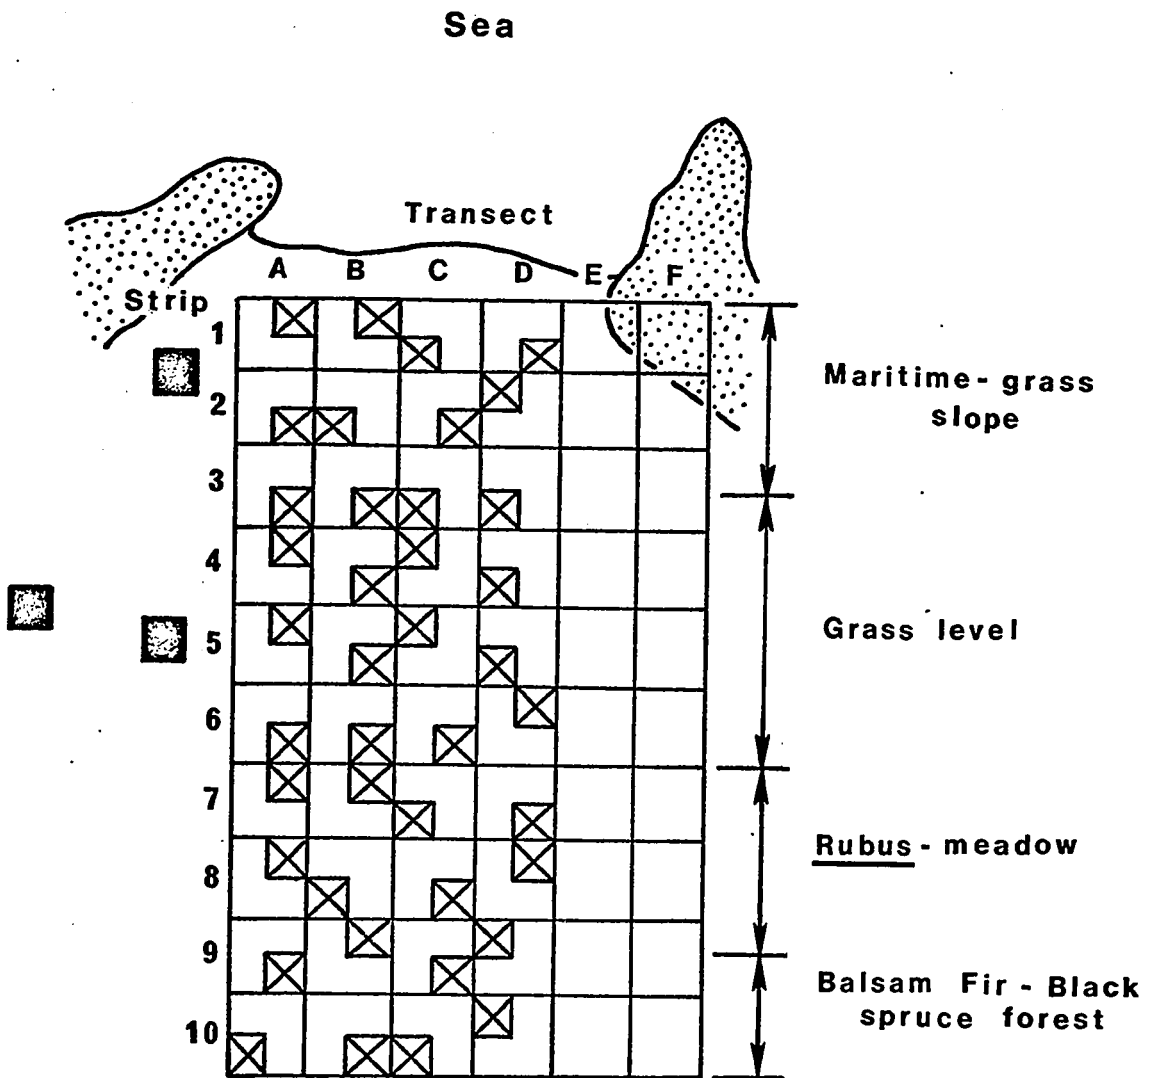 Sea
Transect
A B C D E F
Strip
1
2
3
4
5
6
7
8
9
10
Maritime-grass
slope
Grass level
Rubus-meadow
Balsam Fir-Black
spruce forest